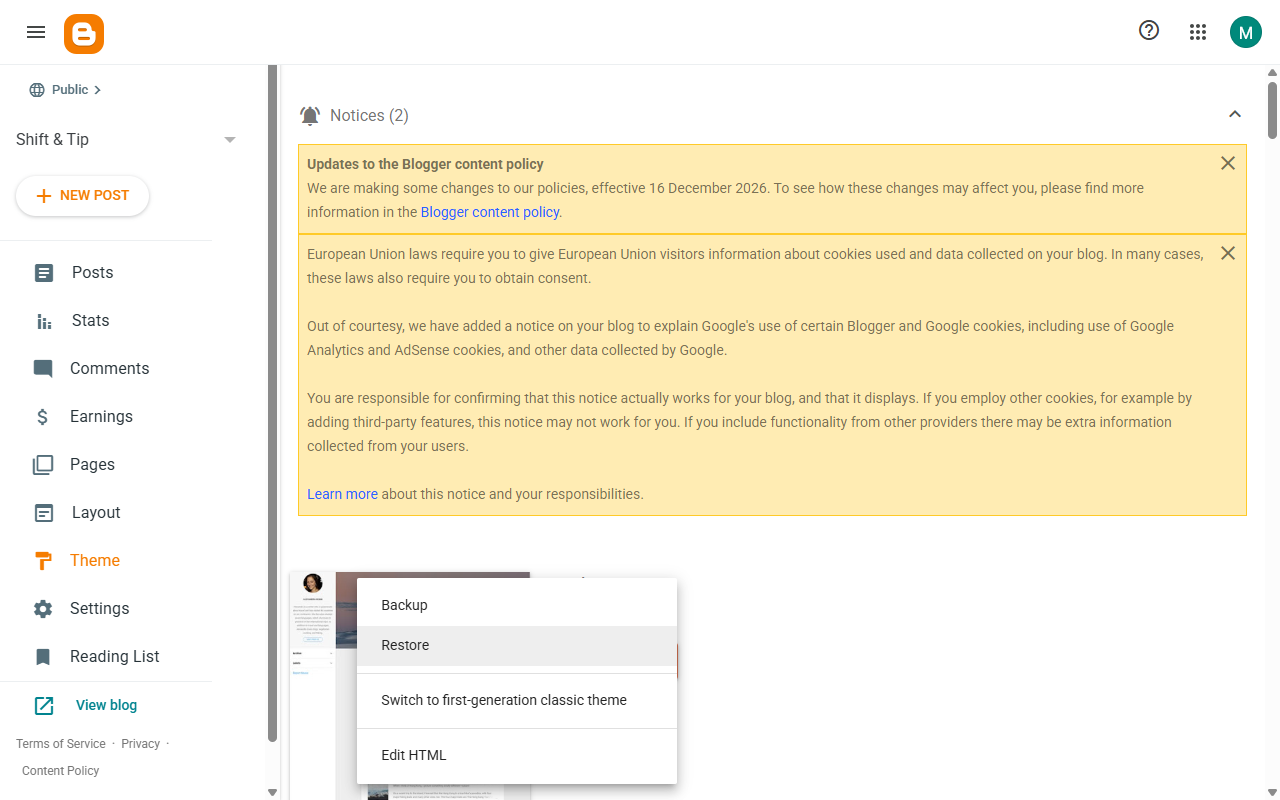 M
Public
Shift & Tip
NEW POST
Posts
Stats
Comments
Earnings
Pages
Layout
Theme
Settings
Reading List
View blog
Terms of Service · Privacy ·
Content Policy
Notices (2)
Updates to the Blogger content policy
We are making some changes to our policies, effective 16 December 2026. To see how these changes may affect you, please find more
information in the Blogger content policy.
European Union laws require you to give European Union visitors information about cookies used and data collected on your blog. In many cases,
these laws also require you to obtain consent.
Out of courtesy, we have added a notice on your blog to explain Google's use of certain Blogger and Google cookies, including use of Google
Analytics and AdSense cookies, and other data collected by Google.
You are responsible for confirming that this notice actually works for your blog, and that it displays. If you employ other cookies, for example by
adding third-party features, this notice may not work for you. If you include functionality from other providers there may be extra information
collected from your users.
Learn more about this notice and your responsibilities.
Backup
Restore
Switch to first-generation classic theme
Edit HTML